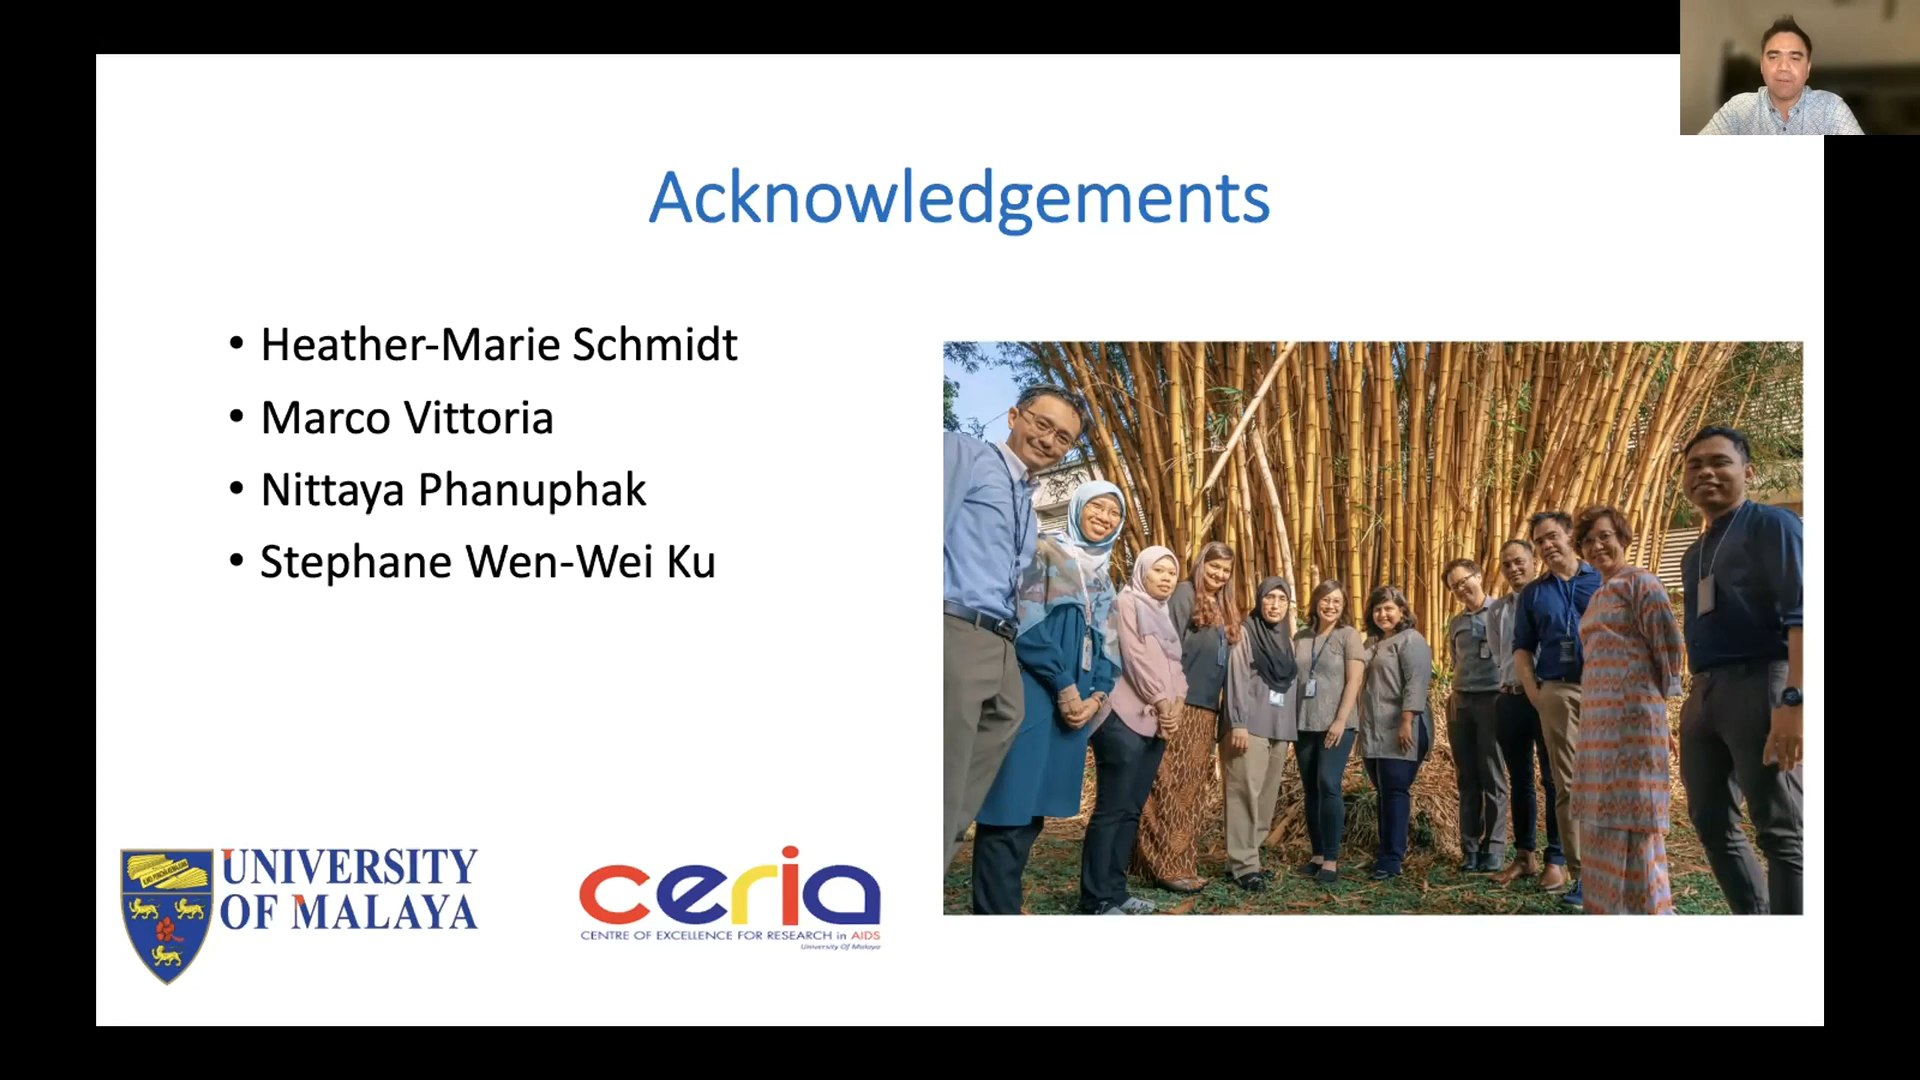 Acknowledgements
• Heather-Marie Schmidt
• Marco Vittoria
• Nittaya Phanuphak
• Stephane Wen-Wei Ku
UNIVERSITY
OF MALAYA
ceria
CENTRE OF EXCELLENCE FOR RESEARCH in AIDS
University Of Malaya